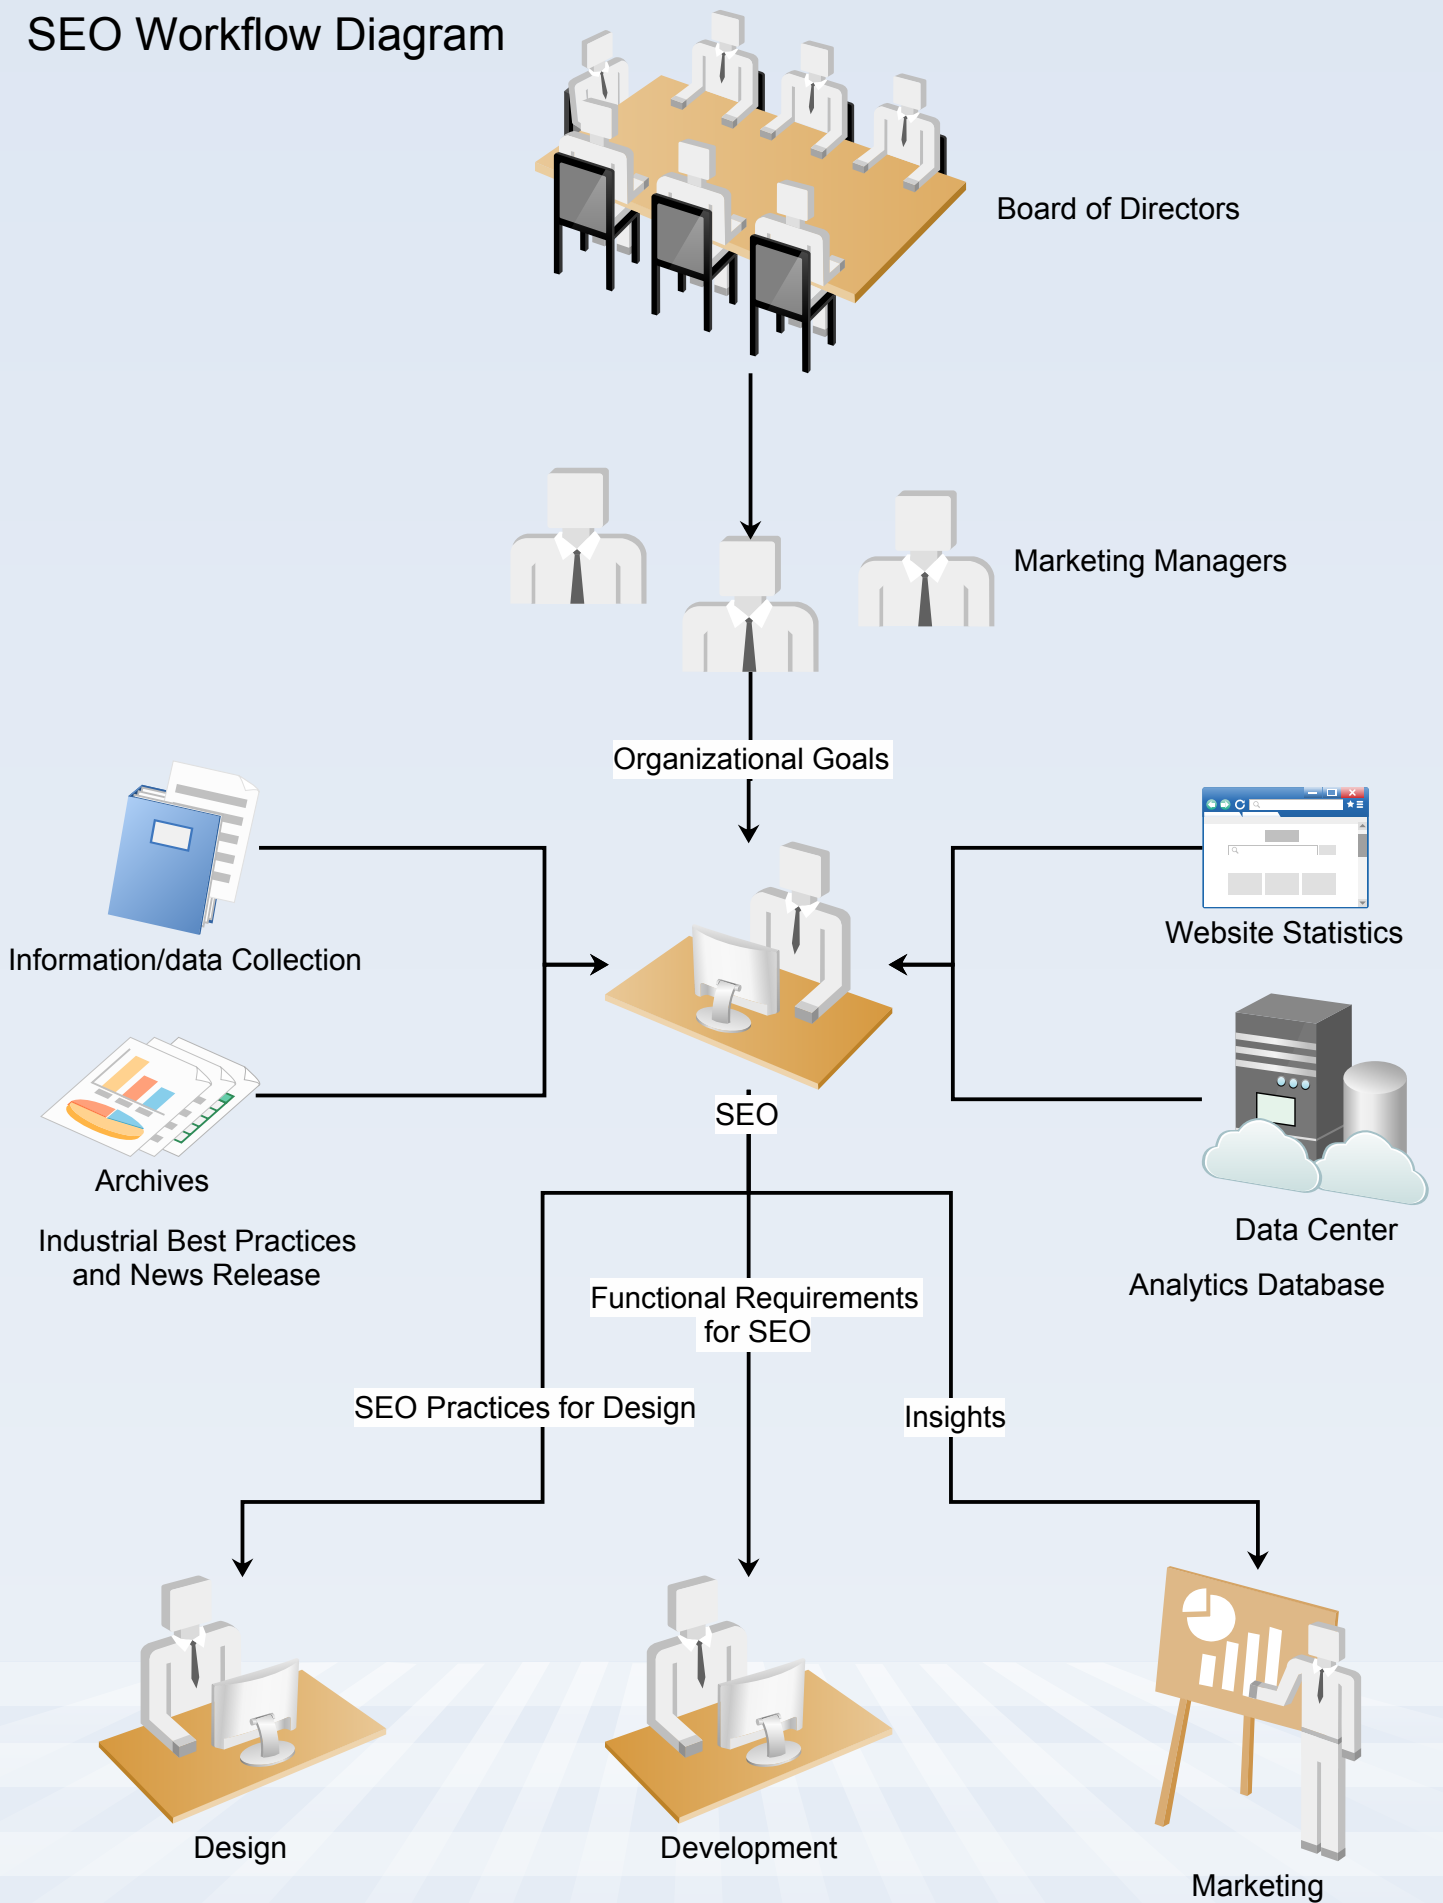 SEO Workflow Diagram
Board of Directors
Marketing Managers
Organizational Goals
Information/data Collection
Website Statistics
SEO
Archives
Industrial Best Practices
and News Release
Data Center
Analytics Database
Functional Requirements
for SEO
SEO Practices for Design
Insights
Design
Development
Marketing